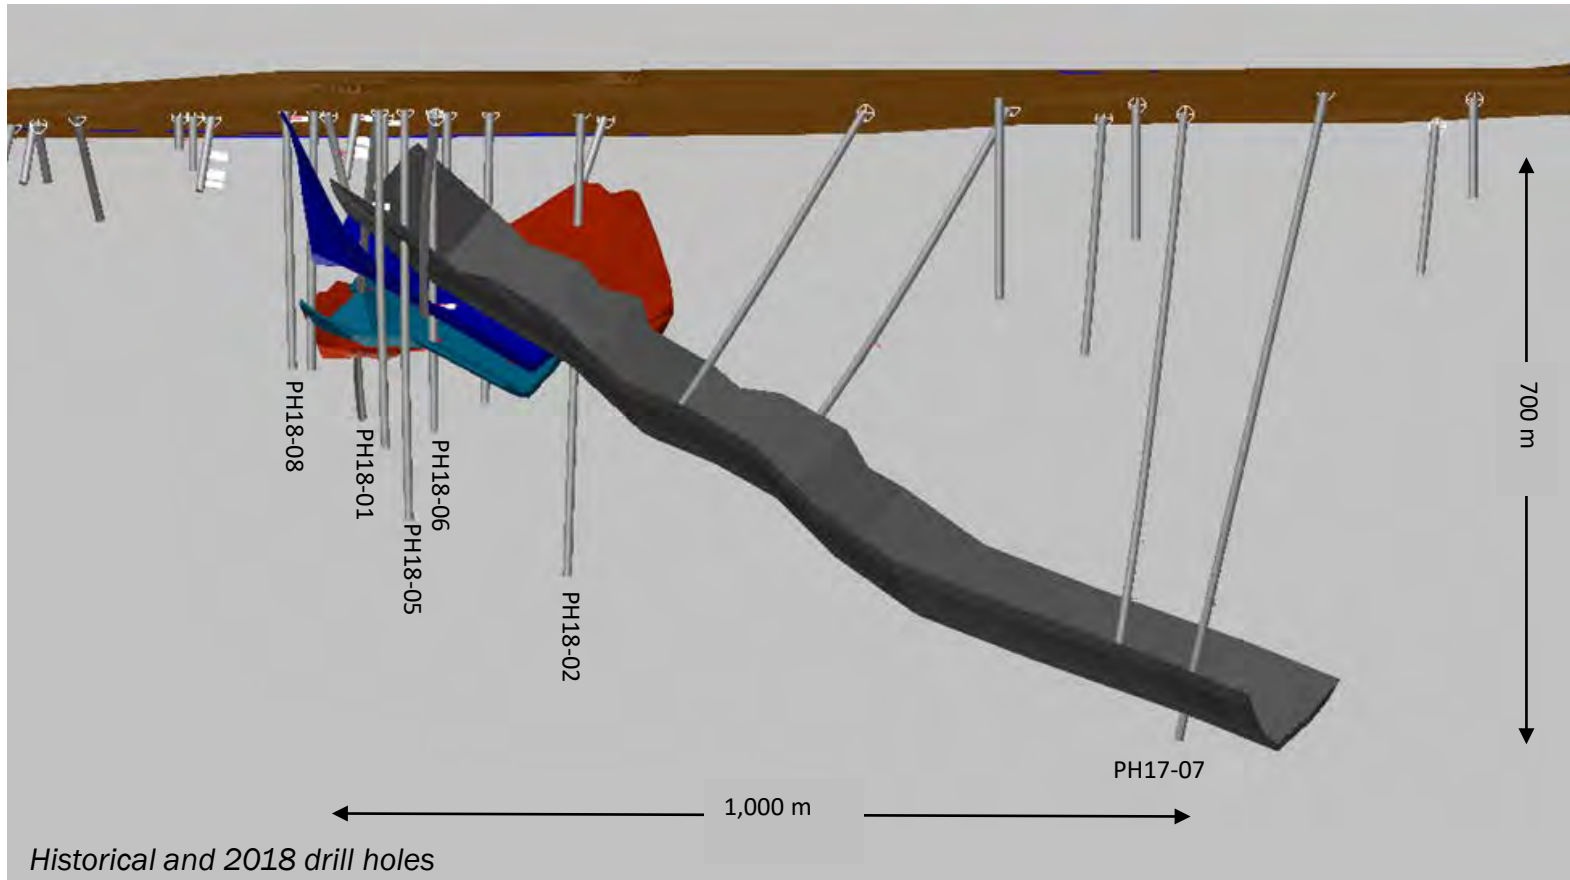 PH18-08
PH18-01
PH18-05
PH18-06
PH18-02
PH17-07
700 m
1,000 m
Historical and 2018 drill holes